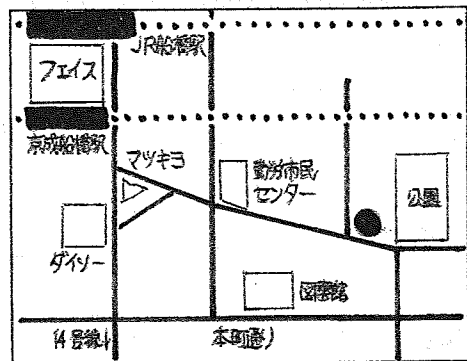 JR船橋駅
フェイス
京成船橋駅
マツキヨ
勤労市民
センター
公園
ダイソー
図書館
14号線↓
本町通り